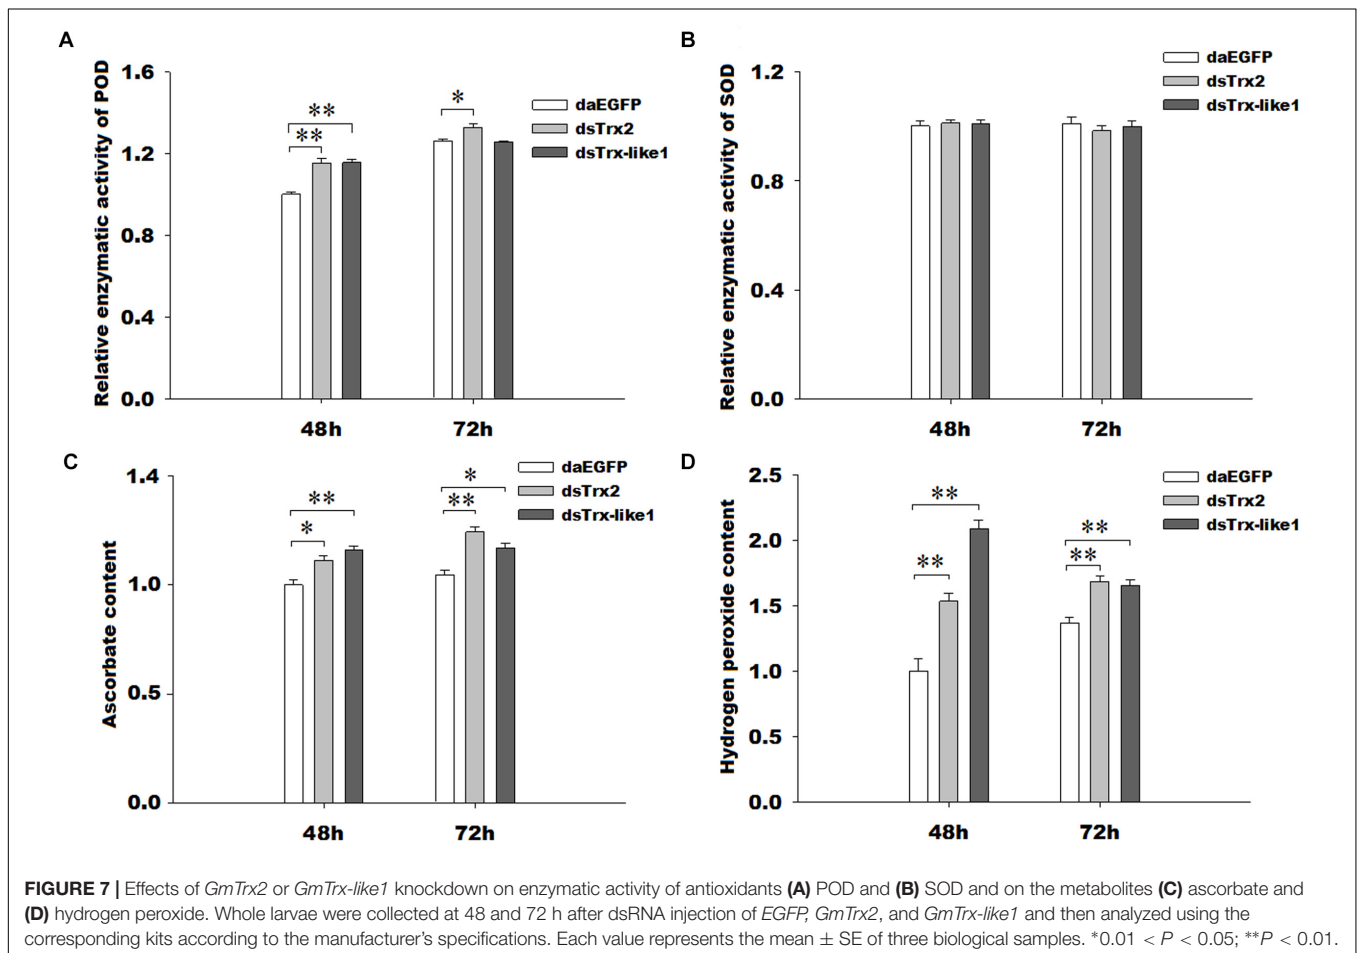 A
Relative enzymatic activity of POD
1.6
1.2
0.8
0.4
0.0
**
**
*
daEGFP
dsTrx2
dsTrx-like1
48h
72h
B
Relative enzymatic activity of SOD
1.2
0.8
0.4
0.0
daEGFP
dsTrx2
dsTrx-like1
48h
72h
C
Ascorbate content
1.4
1.0
0.5
0.0
**
*
*
**
daEGFP
dsTrx2
dsTrx-like1
48h
72h
D
Hydrogen peroxide content
2.5
2.0
1.5
1.0
0.5
0.0
**
**
**
**
daEGFP
dsTrx2
dsTrx-like1
48h
72h
FIGURE 7 | Effects of GmTrx2 or GmTrx-like1 knockdown on enzymatic activity of antioxidants (A) POD and (B) SOD and on the metabolites (C) ascorbate and
(D) hydrogen peroxide. Whole larvae were collected at 48 and 72 h after dsRNA injection of EGFP, GmTrx2, and GmTrx-like1 and then analyzed using the
corresponding kits according to the manufacturer's specifications. Each value represents the mean ± SE of three biological samples. *0.01 < P < 0.05; **P < 0.01.